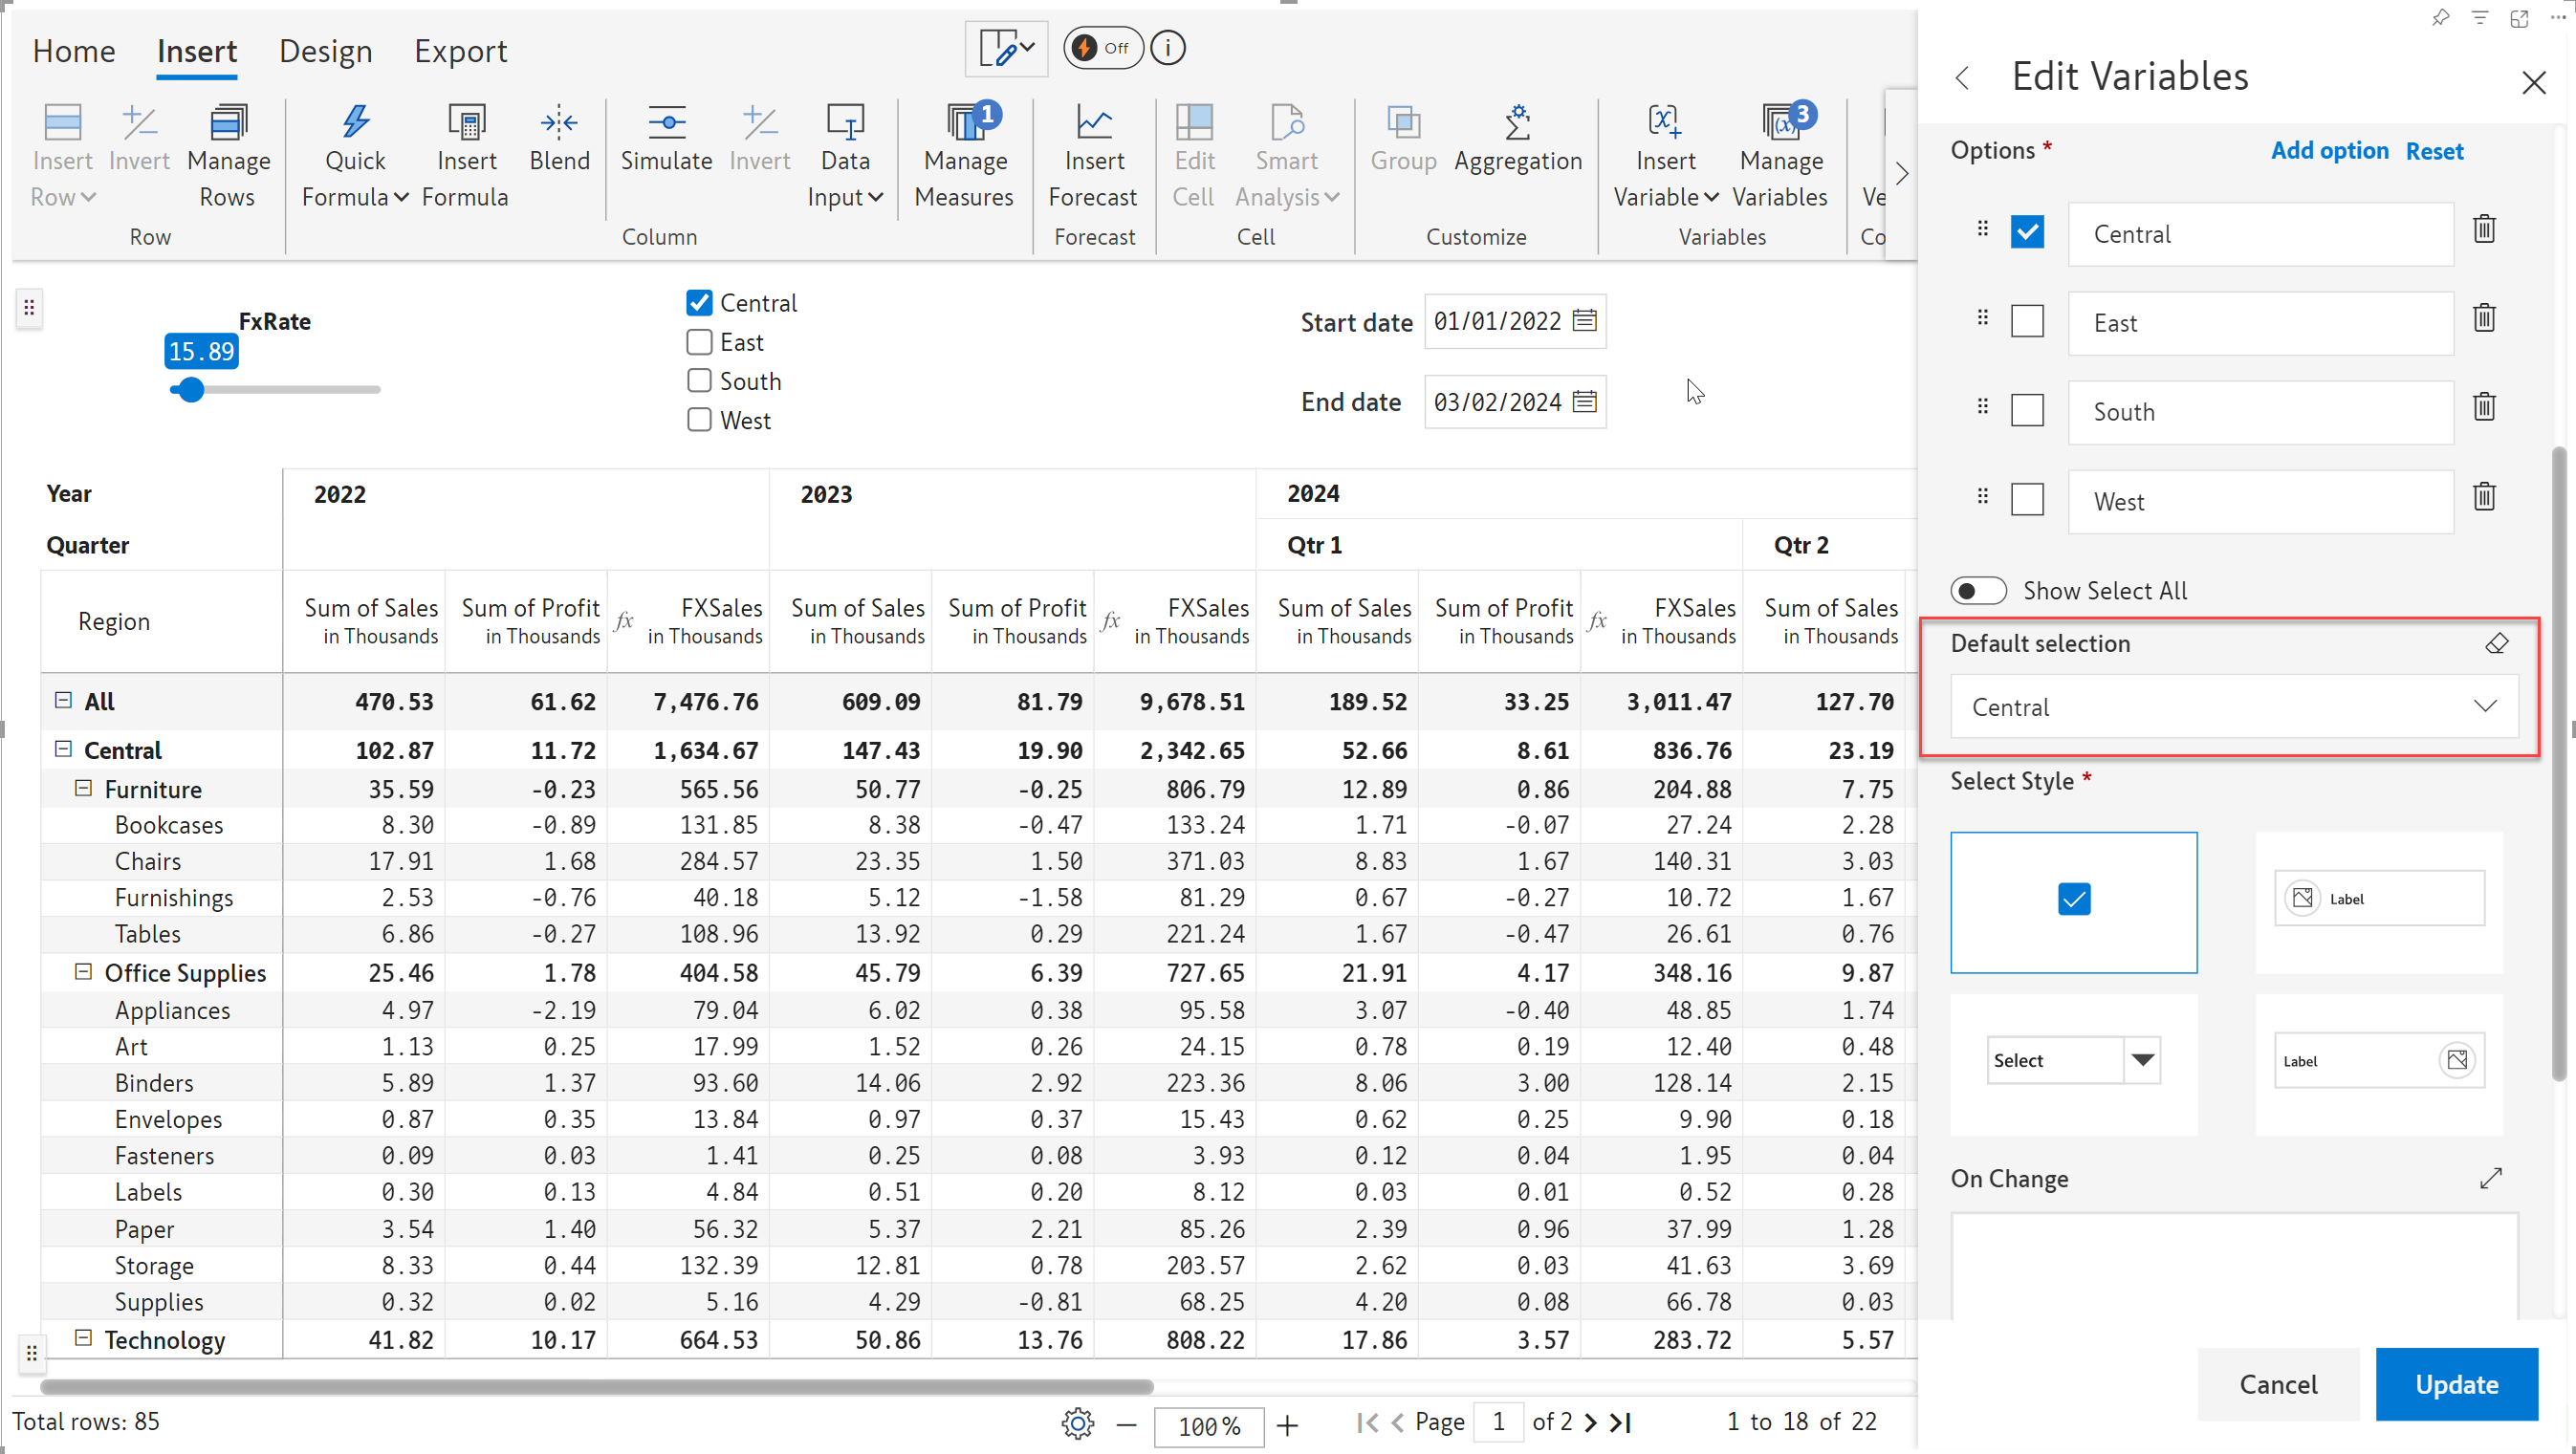 Home Insert Design Export Off i
Edit Variables
Insert Row Invert Manage Rows Quick Formula Insert Formula Blend Simulate Invert Data Input Manage Measures 1 Insert Forecast Edit Cell Smart Analysis Group Aggregation Insert Variable Manage Variables 3 Ve
Row Column Forecast Cell Customize Variables Co
FxRate
15.89
Central
East
South
West
Start date 01/01/2022
End date 03/02/2024
Year 2022 2023 2024
Quarter Qtr 1 Qtr 2
Region Sum of Sales Sum of Profit fx FXSales Sum of Sales Sum of Profit fx FXSales Sum of Sales Sum of Profit fx FXSales Sum of Sales
in Thousands in Thousands in Thousands in Thousands in Thousands in Thousands in Thousands in Thousands in Thousands in Thousands
All 470.53 61.62 7,476.76 609.09 81.79 9,678.51 189.52 33.25 3,011.47 127.70
Central 102.87 11.72 1,634.67 147.43 19.90 2,342.65 52.66 8.61 836.76 23.19
Furniture 35.59 -0.23 565.56 50.77 -0.25 806.79 12.89 0.86 204.88 7.75
Bookcases 8.30 -0.89 131.85 8.38 -0.47 133.24 1.71 -0.07 27.24 2.28
Chairs 17.91 1.68 284.57 23.35 1.50 371.03 8.83 1.67 140.31 3.03
Furnishings 2.53 -0.76 40.18 5.12 -1.58 81.29 0.67 -0.27 10.72 1.67
Tables 6.86 -0.27 108.96 13.92 0.29 221.24 1.67 -0.47 26.61 0.76
Office Supplies 25.46 1.78 404.58 45.79 6.39 727.65 21.91 4.17 348.16 9.87
Appliances 4.97 -2.19 79.04 6.02 0.38 95.58 3.07 -0.40 48.85 1.74
Art 1.13 0.25 17.99 1.52 0.26 24.15 0.78 0.19 12.40 0.48
Binders 5.89 1.37 93.60 14.06 2.92 223.36 8.06 3.00 128.14 2.15
Envelopes 0.87 0.35 13.84 0.97 0.37 15.43 0.62 0.25 9.90 0.18
Fasteners 0.09 0.03 1.41 0.25 0.08 3.93 0.12 0.04 1.95 0.04
Labels 0.30 0.13 4.84 0.51 0.20 8.12 0.03 0.01 0.52 0.28
Paper 3.54 1.40 56.32 5.37 2.21 85.26 2.39 0.96 37.99 1.28
Storage 8.33 0.44 132.39 12.81 0.78 203.57 2.62 0.03 41.63 3.69
Supplies 0.32 0.02 5.16 4.29 -0.81 68.25 4.20 0.08 66.78 0.03
Technology 41.82 10.17 664.53 50.86 13.76 808.22 17.86 3.57 283.72 5.57
Total rows: 85 100% Page 1 of 2 1 to 18 of 22
Options * Add option Reset
Central
East
South
West
Show Select All
Default selection
Central
Select Style *
Label
Select Label
On Change
Cancel Update